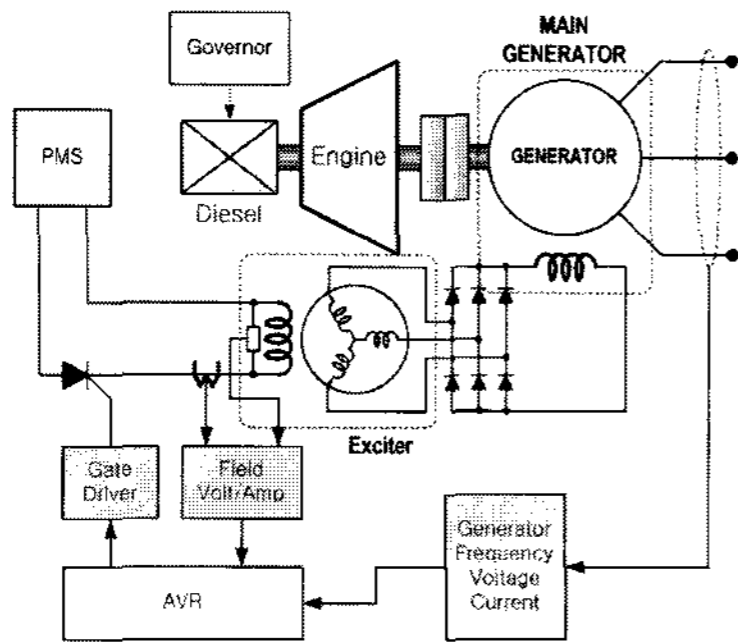 MAIN
GENERATOR
Governor
PMS
Engine
GENERATOR
Diesel
Exciter
Gate
Driver
Field
Volt/Amp
Generator
Frequency
Voltage
Current
AVR